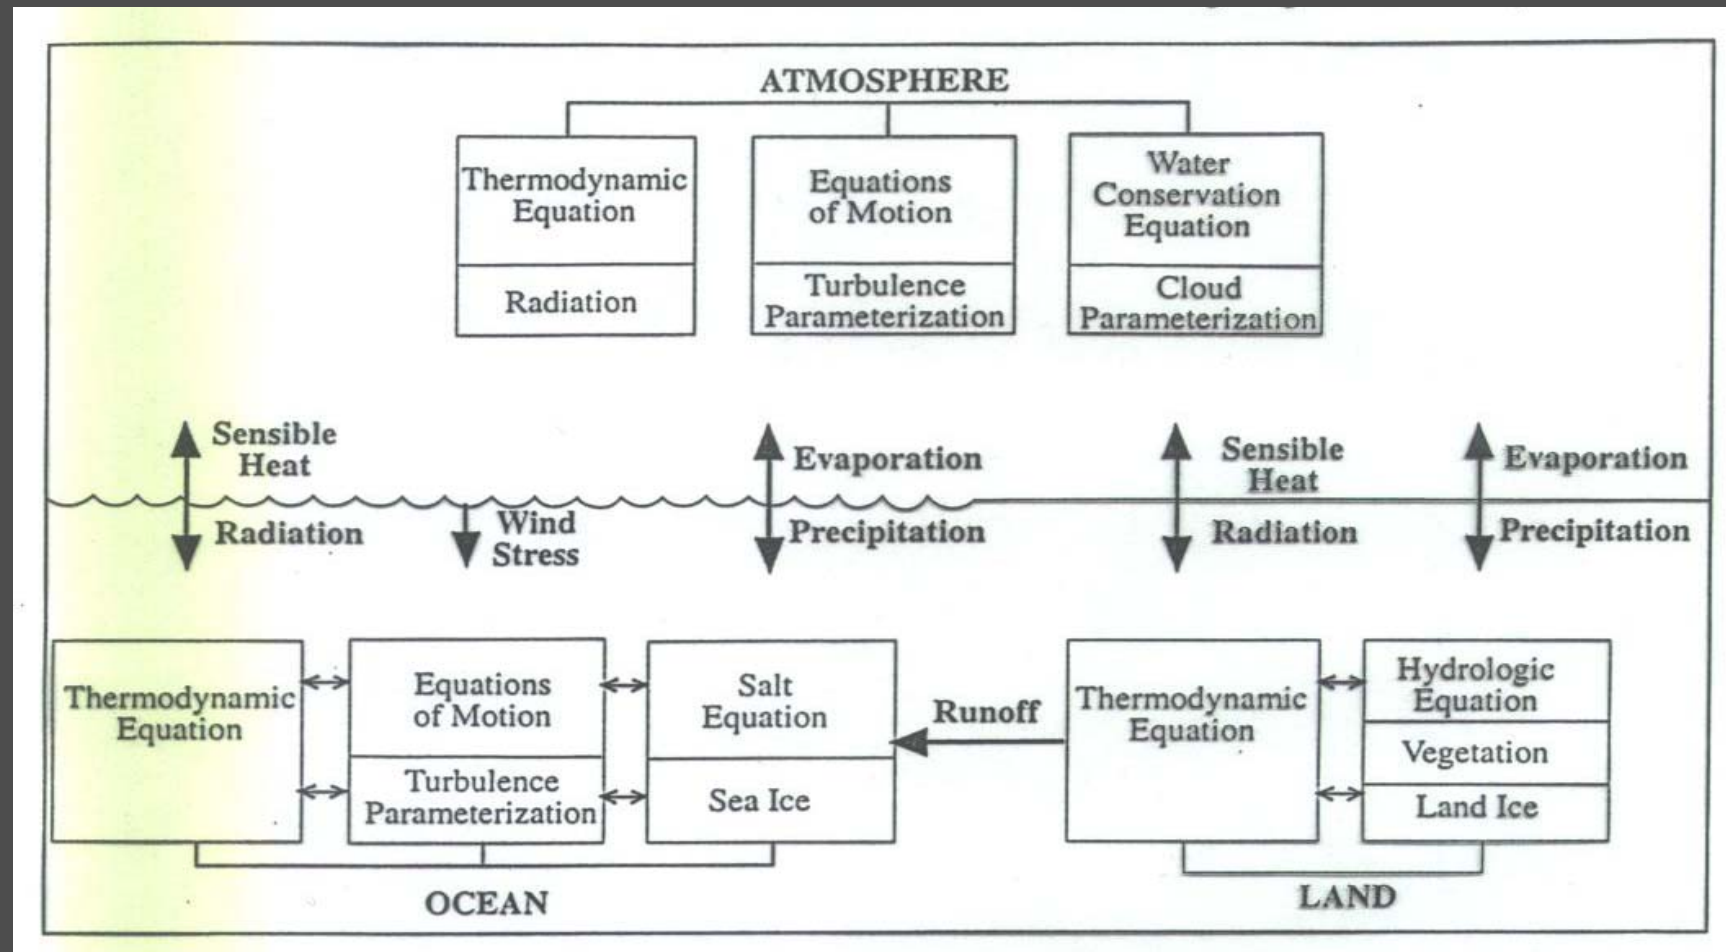 ATMOSPHERE
Thermodynamic
Equation
Radiation
Equations
of Motion
Turbulence
Parameterization
Water
Conservation
Equation
Cloud
Parameterization
Sensible
Heat
Radiation
Wind
Stress
Evaporation
Precipitation
Sensible
Heat
Radiation
Evaporation
Precipitation
Thermodynamic
Equation
Equations
of Motion
Turbulence
Parameterization
Salt
Equation
Sea Ice
Runoff
Thermodynamic
Equation
Hydrologic
Equation
Vegetation
Land Ice
OCEAN
LAND